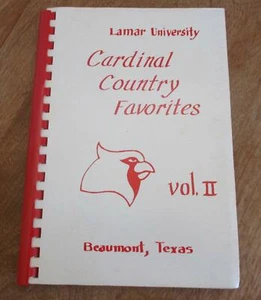 Lamar University
Cardinal
Country
Favorites
vol. II
Beaumont, Texas